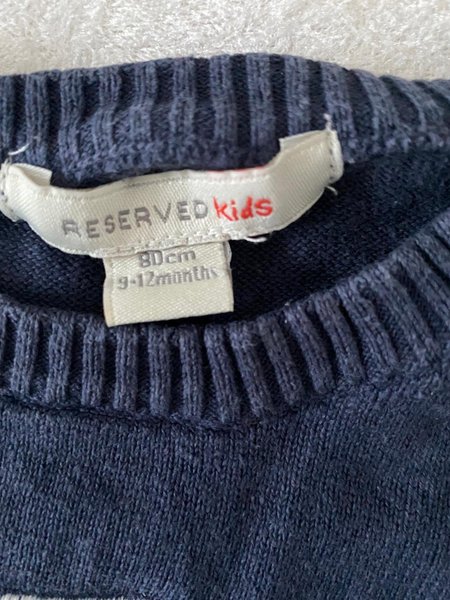 RESERVED kids
80cm
9-12months